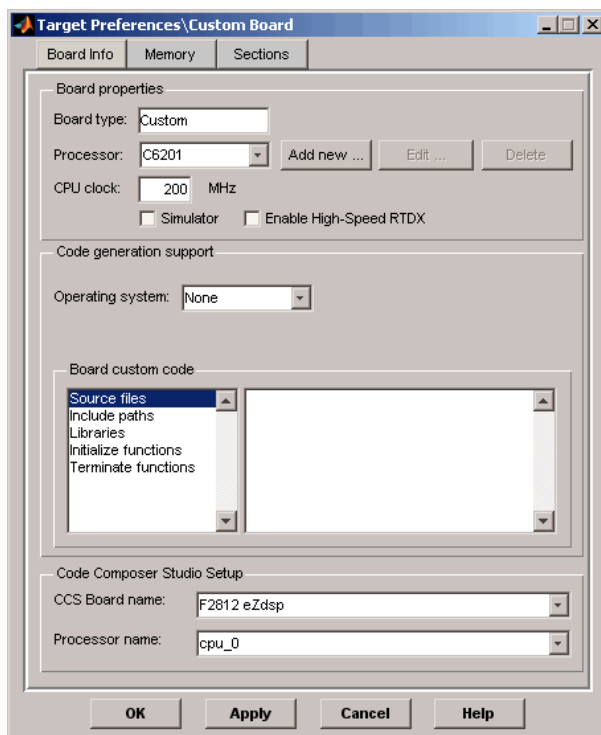 Target Preferences\Custom Board
Board Info Memory Sections
Board properties
Board type: Custom
Processor: C6201 Add new ... Edit ... Delete
CPU clock: 200 MHz
Simulator Enable High-Speed RTDX
Code generation support
Operating system: None
Board custom code
Source files
Include paths
Libraries
Initialize functions
Terminate functions
Code Composer Studio Setup
CCS Board name: F2812 eZdsp
Processor name: cpu_0
OK Apply Cancel Help